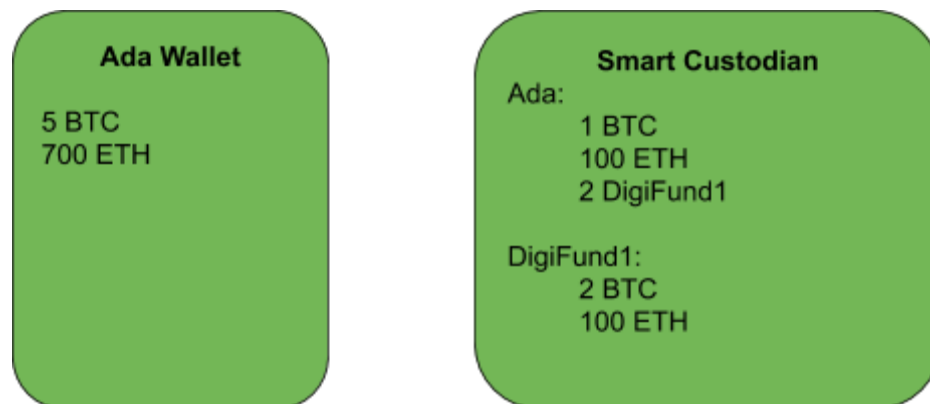 Ada Wallet
5 BTC
700 ETH
Smart Custodian
Ada:
1 BTC
100 ETH
2 DigiFund1
DigiFund1:
2 BTC
100 ETH